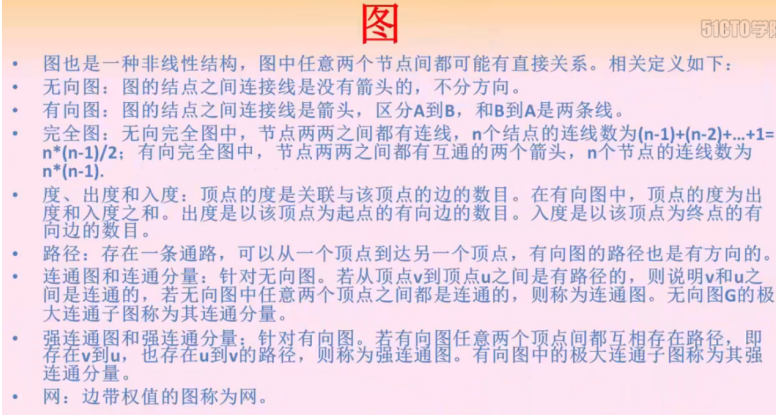 图
51CTO学院
• 图也是一种非线性结构，图中任意两个节点间都可能有直接关系。相关定义如下：
• 无向图：图的结点之间连接线是没有箭头的，不分方向。
• 有向图：图的结点之间连接线是箭头，区分A到B，和B到A是两条线。
• 完全图：无向完全图中，节点两两之间都有连线，n个结点的连线数为(n-1)+(n-2)+…+1=
n*(n-1)/2；有向完全图中，节点两两之间都有互通的两个箭头，n个节点的连线数为
n*(n-1).
• 度、出度和入度：顶点的度是关联与该顶点的边的数目。在有向图中，顶点的度为出
度和入度之和。出度是以该顶点为起点的有向边的数目。入度是以该顶点为终点的有
向边的数目。
• 路径：存在一条通路，可以从一个顶点到达另一个顶点，有向图的路径也是有方向的。
• 连通图和连通分量：针对无向图。若从顶点v到顶点u之间是有路径的，则说明v和u之
间是连通的，若无向图中任意两个顶点之间都是连通的，则称为连通图。无向图G的极
大连通子图称为其连通分量。
• 强连通图和强连通分量：针对有向图。若有向图任意两个顶点间都互相存在路径，即
存在v到u，也存在u到v的路径，则称为强连通图。有向图中的极大连通子图称为其强
连通分量。
• 网：边带权值的图称为网。